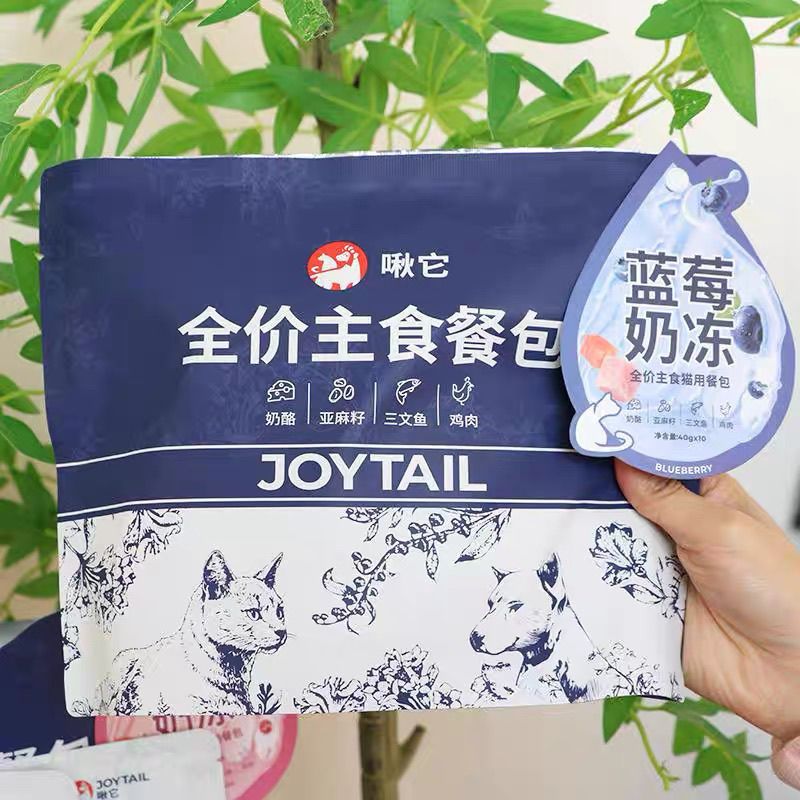 啾它
全价主食餐包
奶酪 亚麻籽 三文鱼 鸡肉
JOYTAIL
蓝莓
奶冻
全价主食猫用餐包
奶酪 亚麻籽 三文鱼 鸡肉
净含量:40g×10
BLUEBERRY
JOYTAIL
啾它